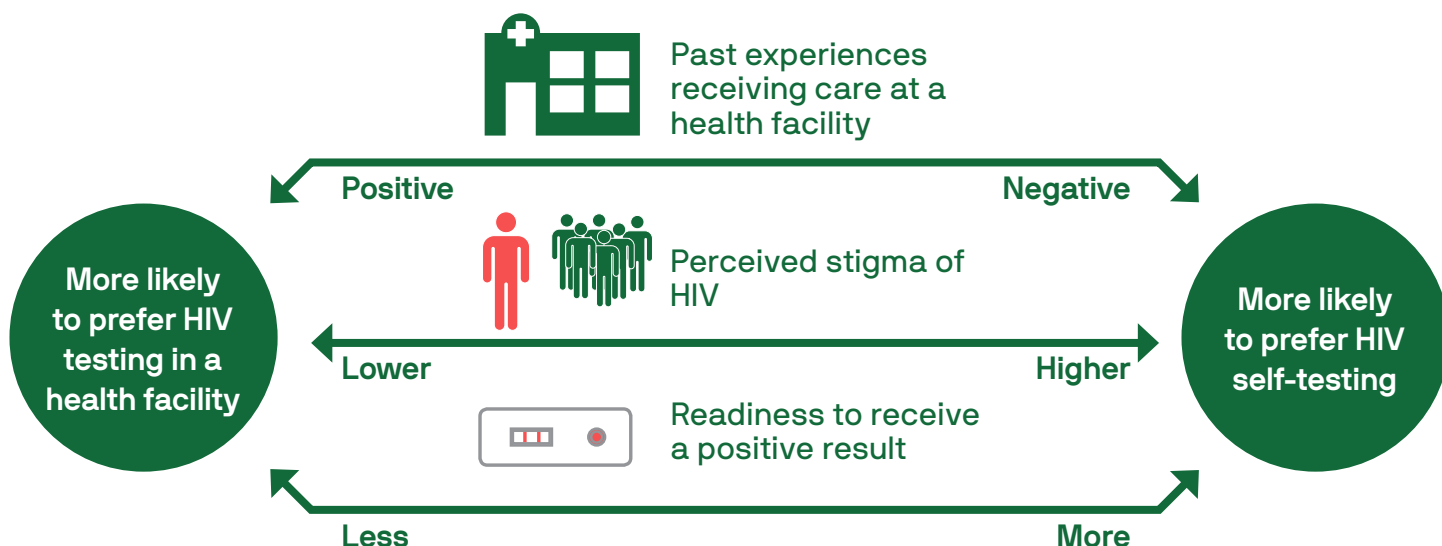 Past experiences
receiving care at a
health facility
Positive
Negative
More likely
to prefer HIV
testing in a
health facility
Perceived stigma of
HIV
More likely
to prefer HIV
self-testing
Lower
Higher
Readiness to receive
a positive result
Less
More